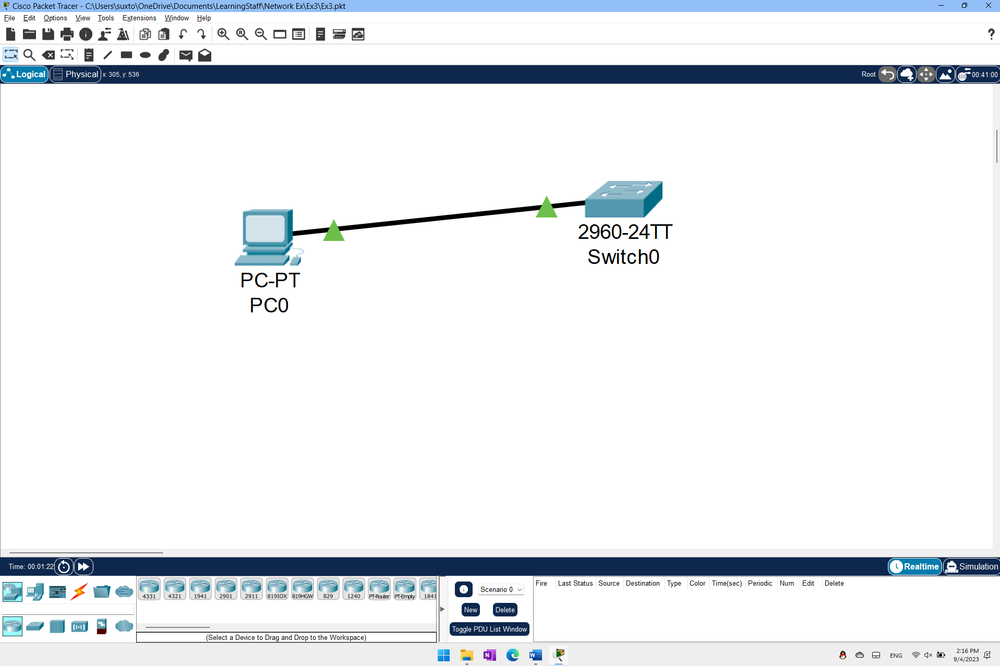 Cisco Packet Tracer - C:\Users\suxto\OneDrive\Documents\LearningStaff\Network Ex\Ex3\Ex3.pkt
File Edit Options View Tools Extensions Window Help
Logical Physical x: 305, y: 536 Root 00:41:00
2960-24TT
Switch0
PC-PT
PC0
Time: 00:01:22 Realtime Simulation
4331 4321 1941 2901 2911 819IOX 819HGW 829 1240 PT-Router PT-Empty 1841
Scenario 0
New Delete
Toggle PDU List Window
Fire Last Status Source Destination Type Color Time(sec) Periodic Num Edit Delete
(Select a Device to Drag and Drop to the Workspace)
ENG
2:16 PM
9/4/2023